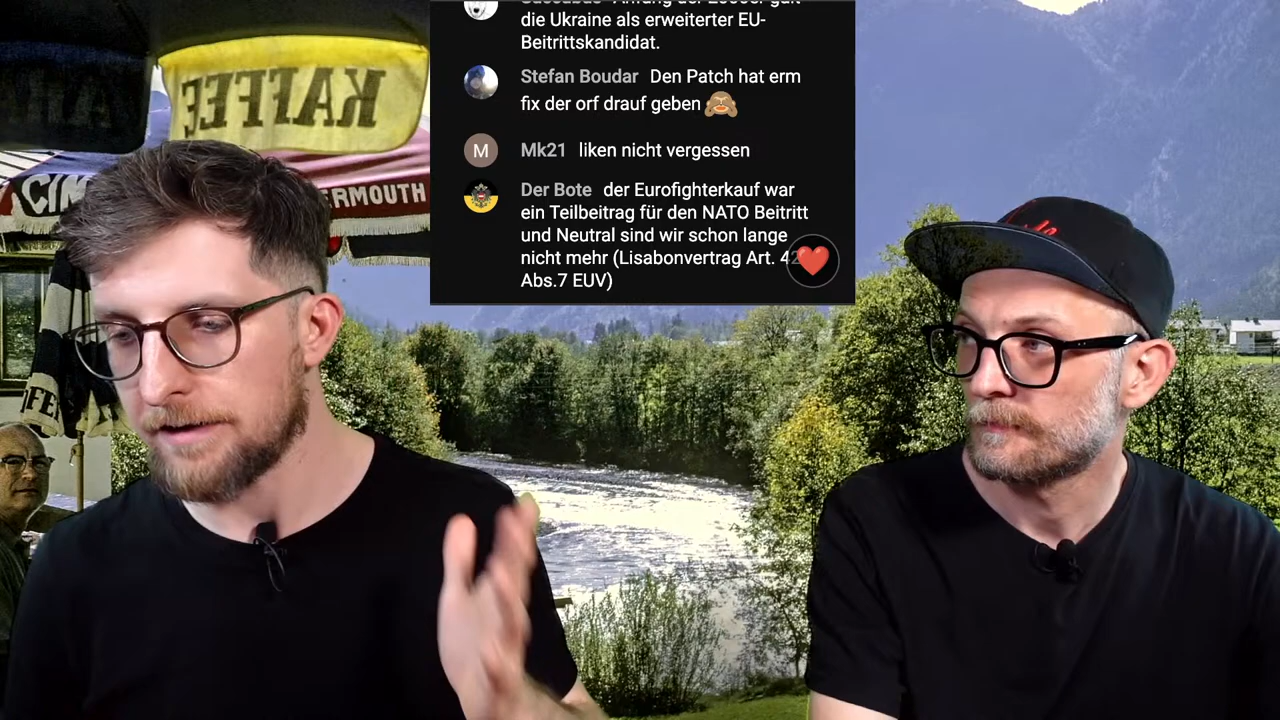 die Ukraine als erweiterter EU-
Beitrittskandidat.
Stefan Boudar Den Patch hat erm
fix der orf drauf geben
M Mk21 liken nicht vergessen
Der Bote der Eurofighterkauf war
ein Teilbeitrag für den NATO Beitritt
und Neutral sind wir schon lange
nicht mehr (Lisabonvertrag Art. 42
Abs.7 EUV)
KAFFEE
CIN
ERMOUTH